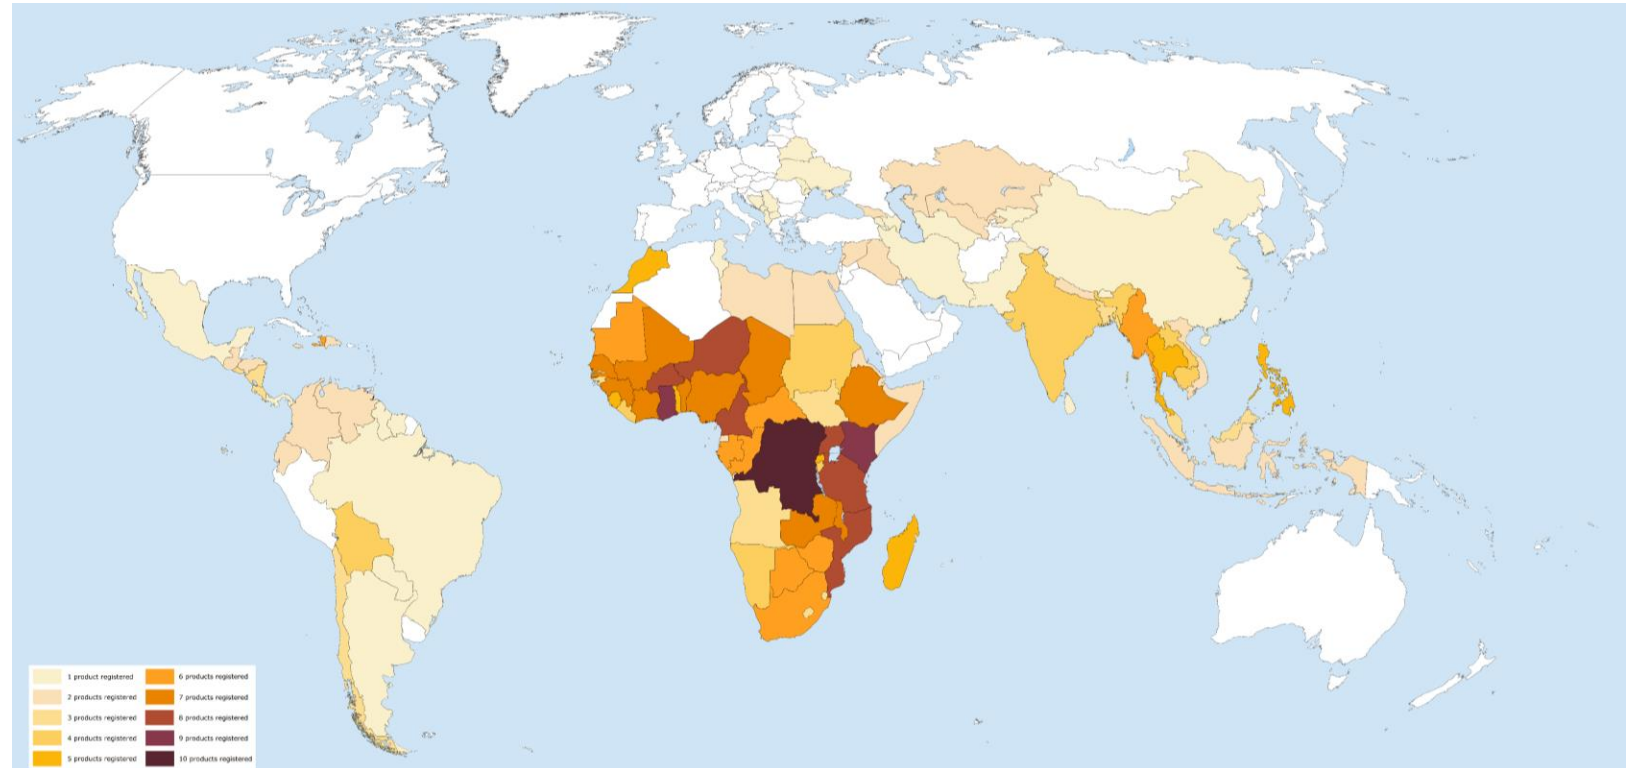 1 product registered
2 products registered
3 products registered
4 products registered
5 products registered
6 products registered
7 products registered
8 products registered
9 products registered
10 products registered